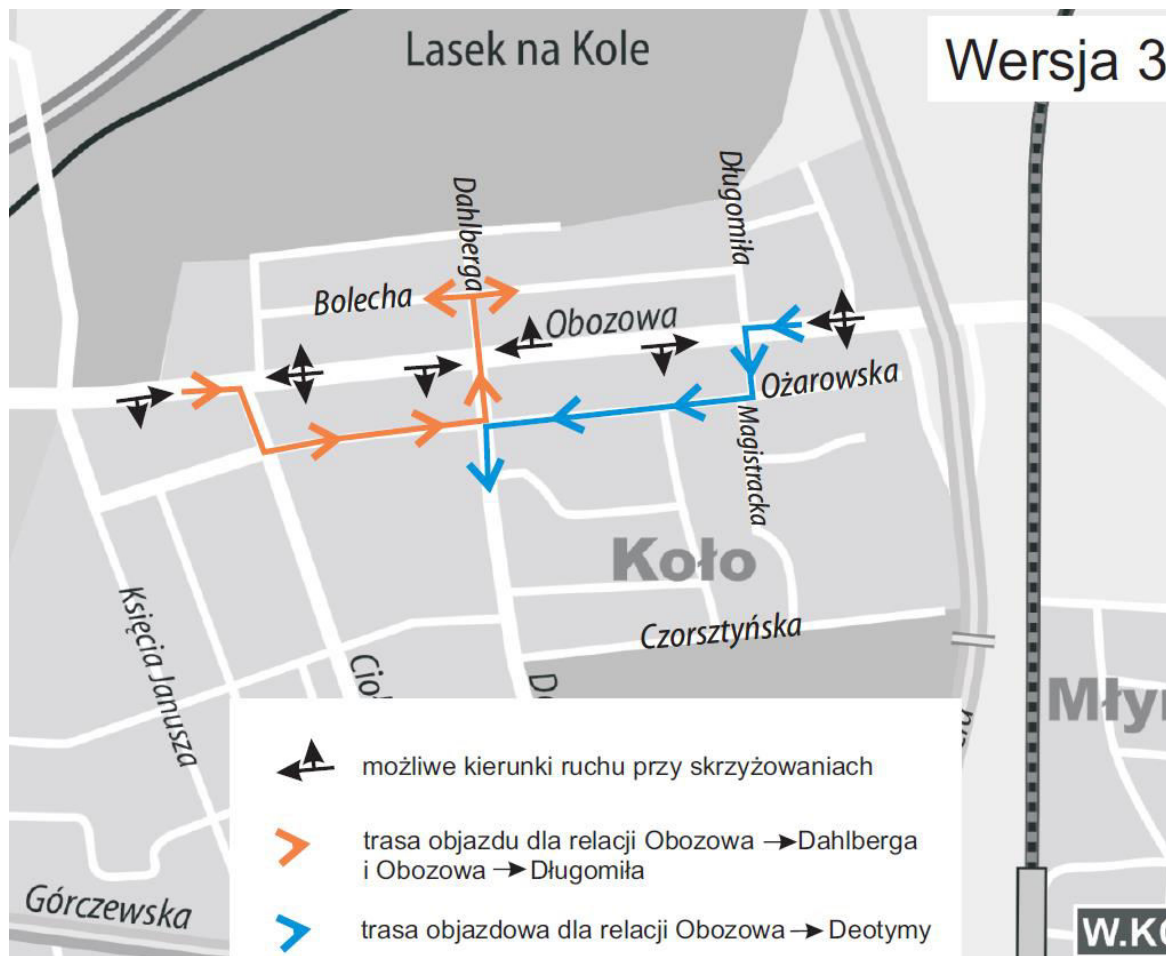 Lasek na Kole
Wersja 3
Dahlberga
Długomiła
Bolecha
Obozowa
Ożarowska
Magistracka
Koło
Księcia Janusza
Czorsztyńska
Górczewska
możliwe kierunki ruchu przy skrzyżowaniach
trasa objazdu dla relacji Obozowa → Dahlberga
i Obozowa → Długomiła
trasa objazdowa dla relacji Obozowa → Deotymy